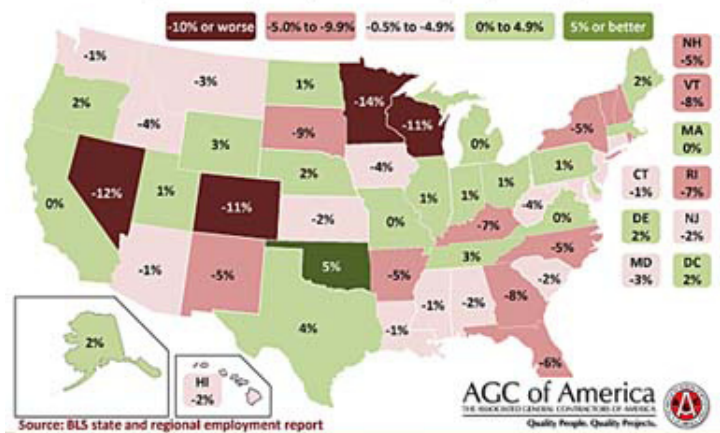 -10% or worse
-5.0% to -9.9%
-0.5% to -4.9%
0% to 4.9%
5% or better
-1%
-3%
1%
-14%
2%
NH
-5%
2%
-4%
-9%
-11%
VT
-8%
3%
0%
-5%
MA
0%
0%
-12%
1%
-11%
2%
-4%
1%
1%
1%
1%
-4%
CT
-1%
RI
-7%
-2%
0%
-7%
0%
DE
2%
NJ
-2%
-1%
-5%
5%
-5%
3%
-5%
MD
-3%
DC
2%
-2%
-1%
-2%
-8%
4%
-1%
2%
HI
-2%
-6%
AGC of America
THE ASSOCIATED GENERAL CONTRACTORS OF AMERICA
Quality People. Quality Projects.
Source: BLS state and regional employment report